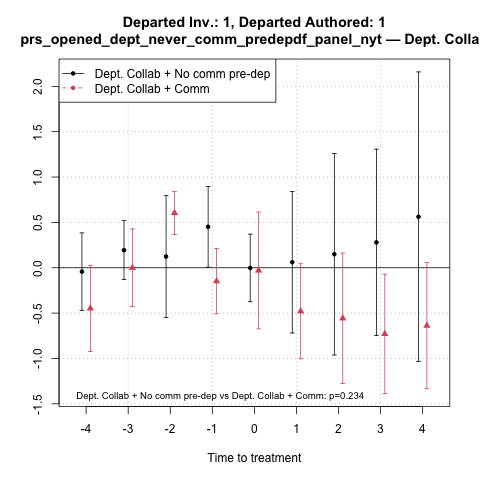 Departed Inv.: 1, Departed Authored: 1
prs_opened_dept_never_comm_predepdf_panel_nyt — Dept. Colla
Dept. Collab + No comm pre-dep
Dept. Collab + Comm
2.0
1.5
1.0
0.5
0.0
-0.5
-1.0
-1.5
Dept. Collab + No comm pre-dep vs Dept. Collab + Comm: p=0.234
-4 -3 -2 -1 0 1 2 3 4
Time to treatment